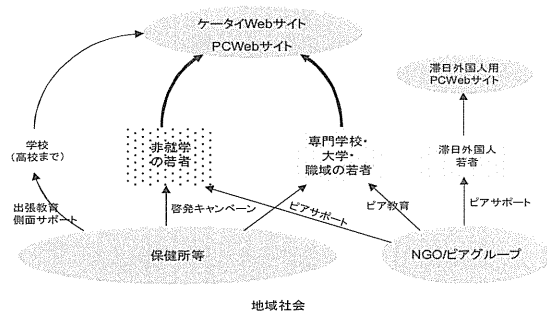 ケータイWebサイト
PCWebサイト
滞日外国人用
PCWebサイト
学校
(高校まで)
非就学
の若者
専門学校・
大学・
職域の若者
滞日外国人
若者
出張教育
側面サポート
啓発キャンペーン
ピアサポート
ピア教育
ピアサポート
保健所等
NGO/ピアグループ
地域社会